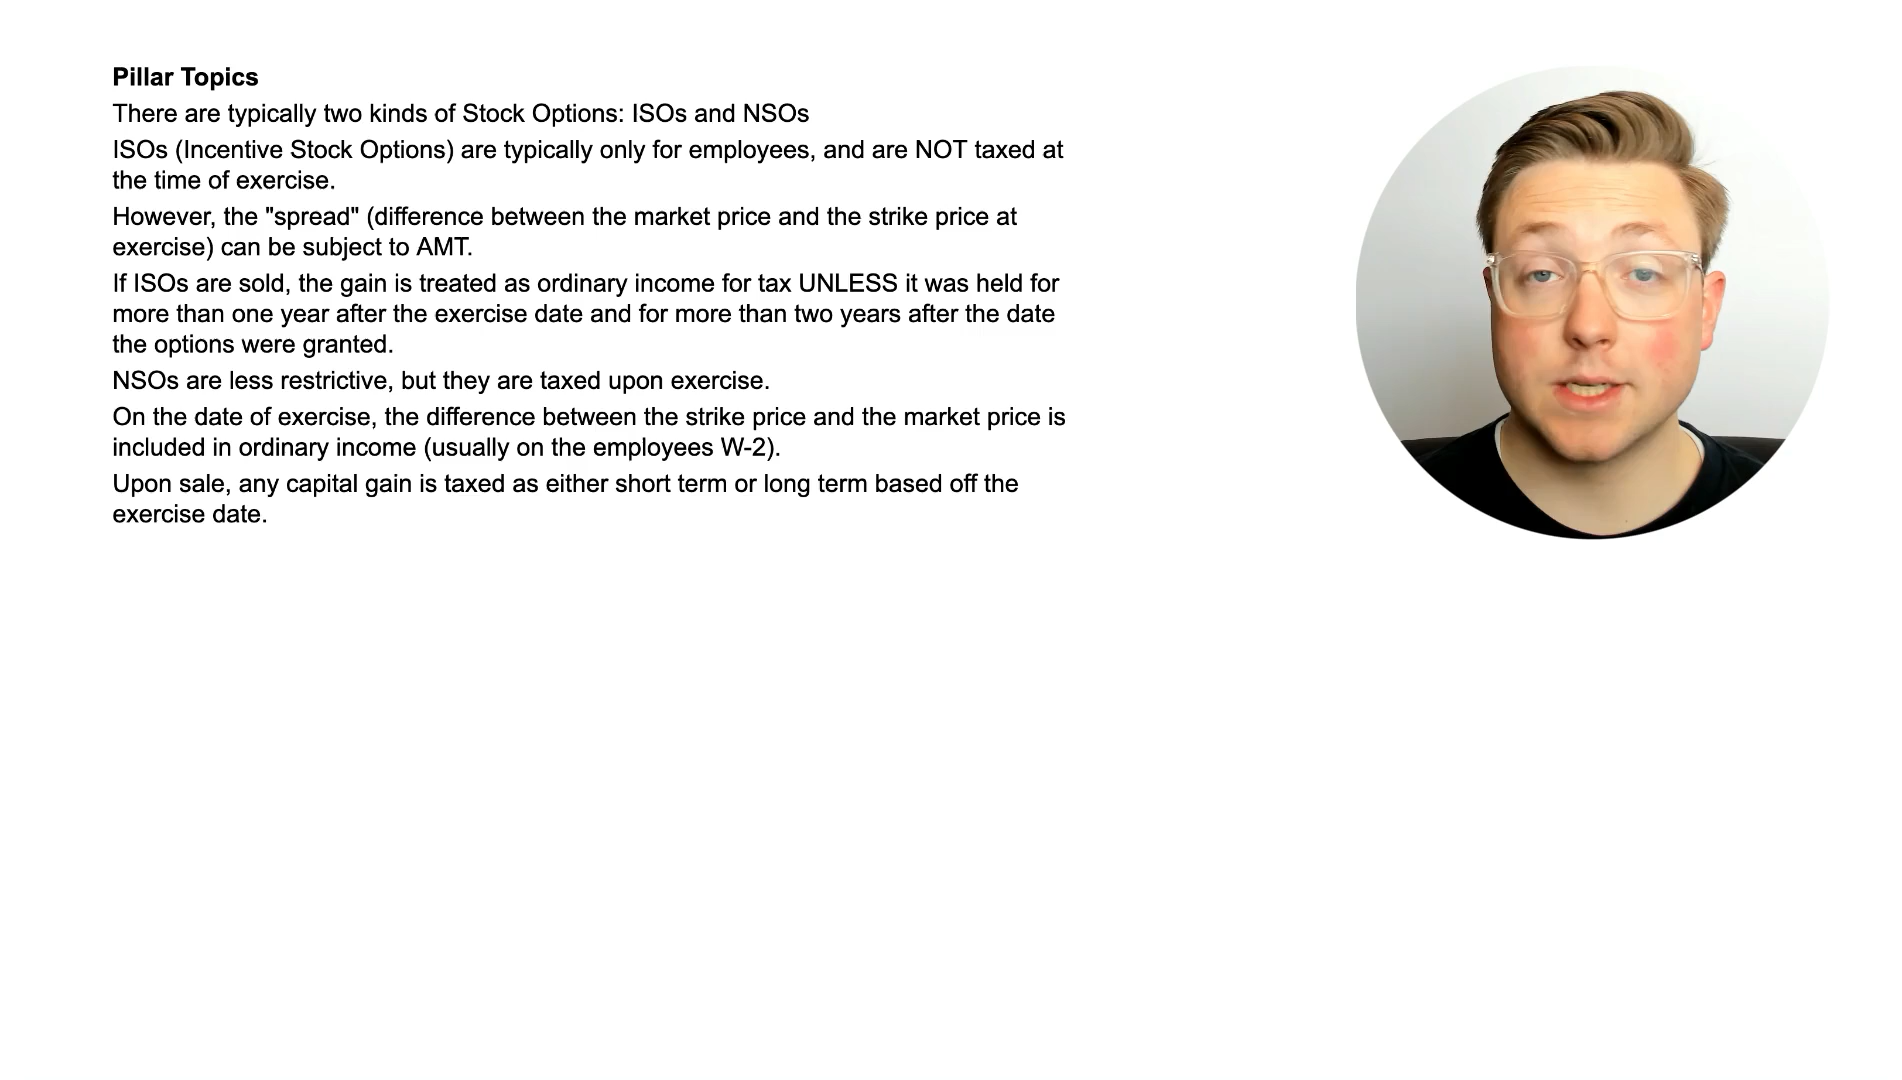 Pillar Topics
There are typically two kinds of Stock Options: ISOs and NSOs
ISOs (Incentive Stock Options) are typically only for employees, and are NOT taxed at
the time of exercise.
However, the "spread" (difference between the market price and the strike price at
exercise) can be subject to AMT.
If ISOs are sold, the gain is treated as ordinary income for tax UNLESS it was held for
more than one year after the exercise date and for more than two years after the date
the options were granted.
NSOs are less restrictive, but they are taxed upon exercise.
On the date of exercise, the difference between the strike price and the market price is
included in ordinary income (usually on the employees W-2).
Upon sale, any capital gain is taxed as either short term or long term based off the
exercise date.